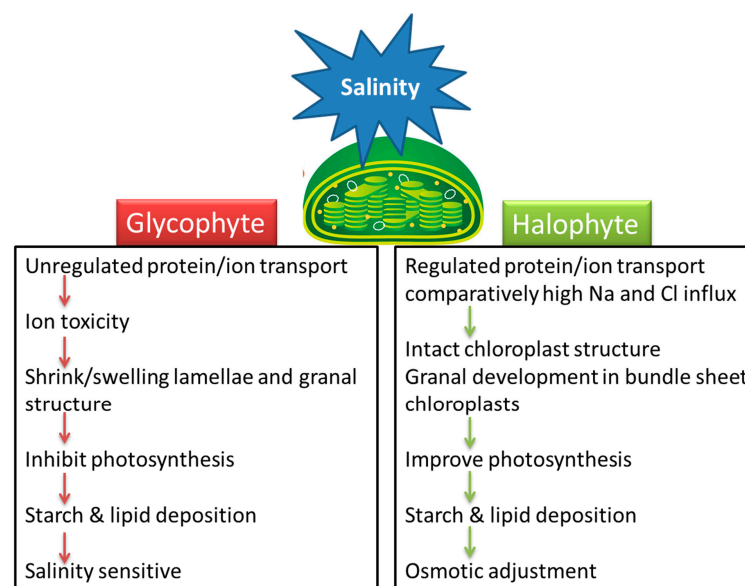 Salinity
Glycophyte
Unregulated protein/ion transport
Ion toxicity
Shrink/swelling lamellae and granal
structure
Inhibit photosynthesis
Starch & lipid deposition
Salinity sensitive
Halophyte
Regulated protein/ion transport
comparatively high Na and Cl influx
Intact chloroplast structure
Granal development in bundle sheet
chloroplasts
Improve photosynthesis
Starch & lipid deposition
Osmotic adjustment